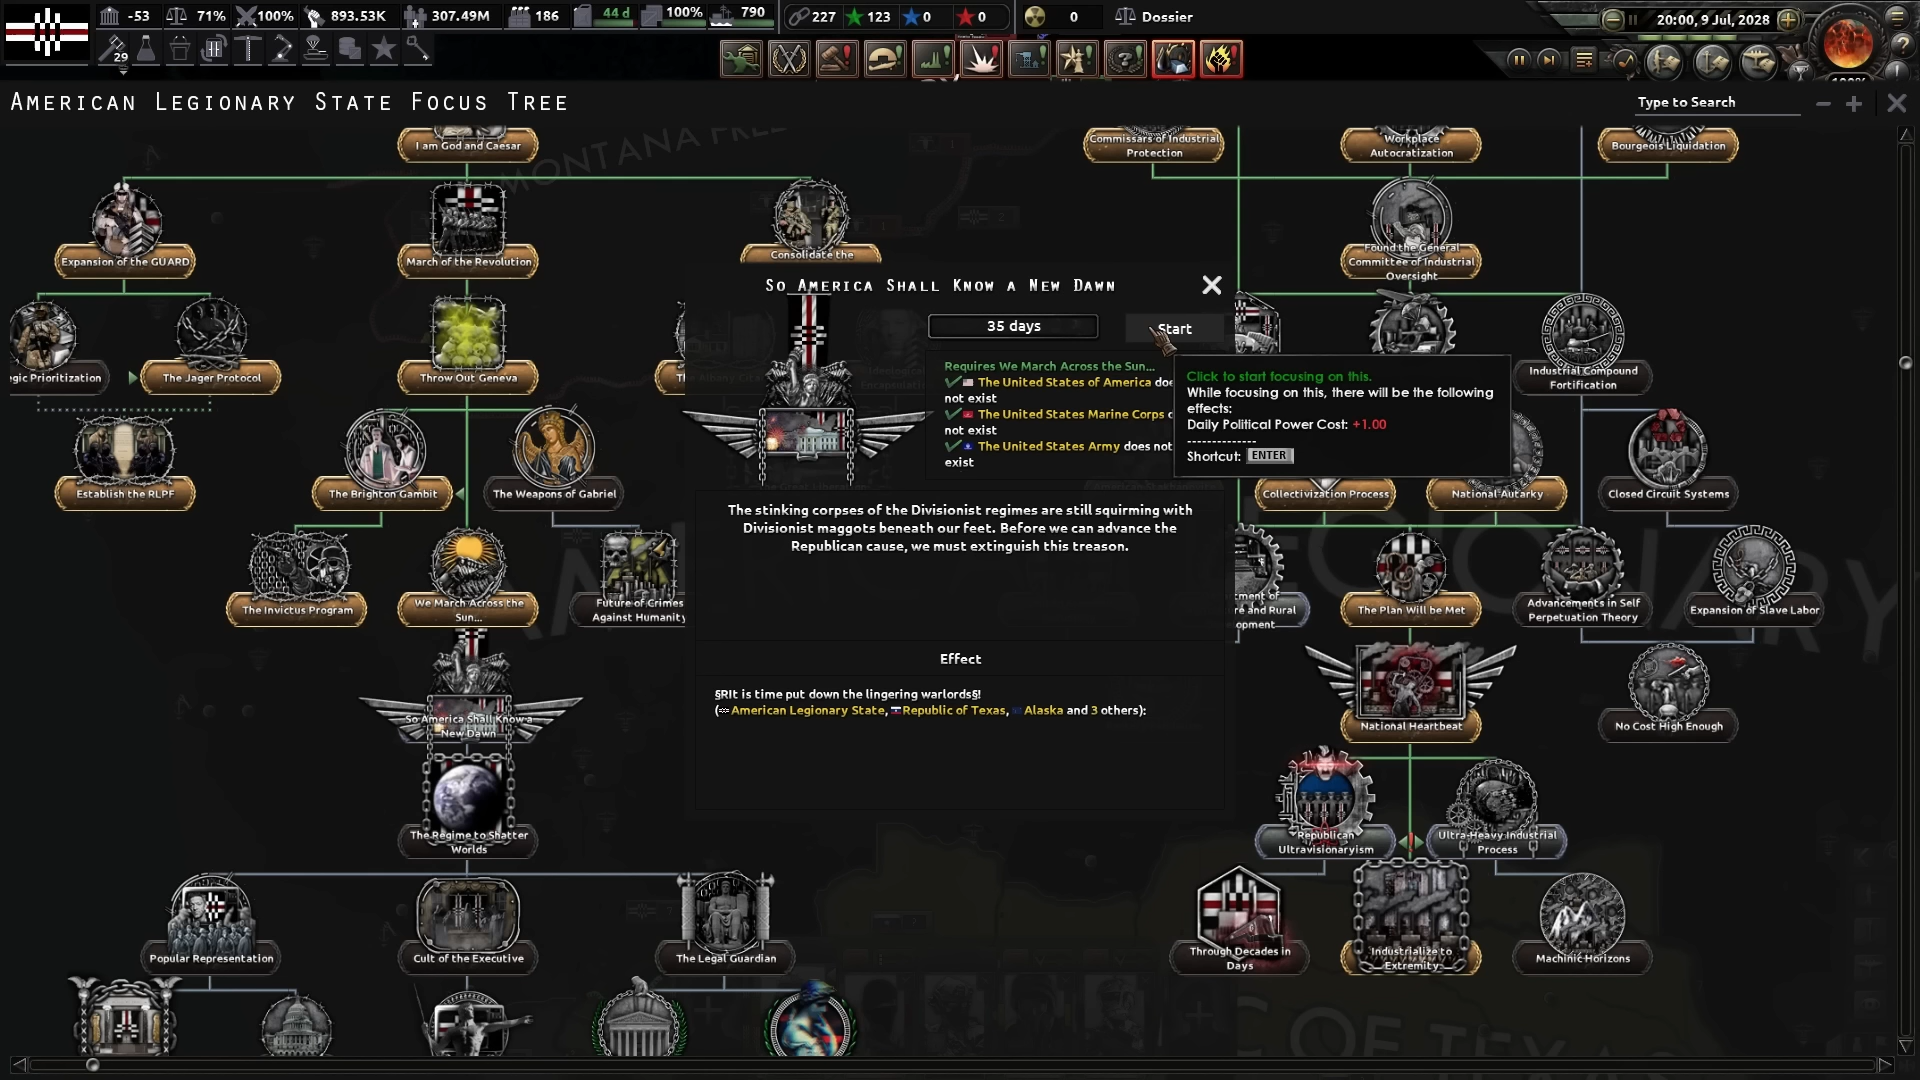 -53
71%
100%
893.53K
307.49M
186
44 d
100%
790
227
123
0
0
0
Dossier
20:00, 9 Jul, 2028
29
American Legionary State Focus Tree
Type to Search
I am God and Caesar
Commissars of Industrial
Protection
Workplace
Autocratization
Bourgeois Liquidation
Expansion of the GUARD
March of the Revolution
Consolidate the
Found the General
Committee of Industrial
Oversight
So America Shall Know a New Dawn
35 days
Start
Requires We March Across the Sun...
The United States of America doe
not exist
The United States Marine Corps
not exist
The United States Army does not
exist
Click to start focusing on this.
While focusing on this, there will be the following
effects:
Daily Political Power Cost: +1.00
--------------
Shortcut: ENTER
gic Prioritization
The Jager Protocol
Throw Out Geneva
Industrial Compound
Fortification
Establish the RLPF
The Brighton Gambit
The Weapons of Gabriel
Collectivization Process
National Autarky
Closed Circuit Systems
The stinking corpses of the Divisionist regimes are still squirming with
Divisionist maggots beneath our feet. Before we can advance the
Republican cause, we must extinguish this treason.
The Invictus Program
We March Across the
Sun...
Future of Crimes
Against Humanity
The Plan Will be Met
Advancements in Self
Perpetuation Theory
Expansion of Slave Labor
Effect
§RIt is time put down the lingering warlords§!
(American Legionary State, Republic of Texas, Alaska and 3 others):
So America Shall Know a
New Dawn
National Heartbeat
No Cost High Enough
The Regime to Shatter
Worlds
Republican
Ultravisionaryism
Ultra-Heavy Industrial
Process
Popular Representation
Cult of the Executive
The Legal Guardian
Through Decades in
Days
Industrialize to
Extremity
Machinic Horizons